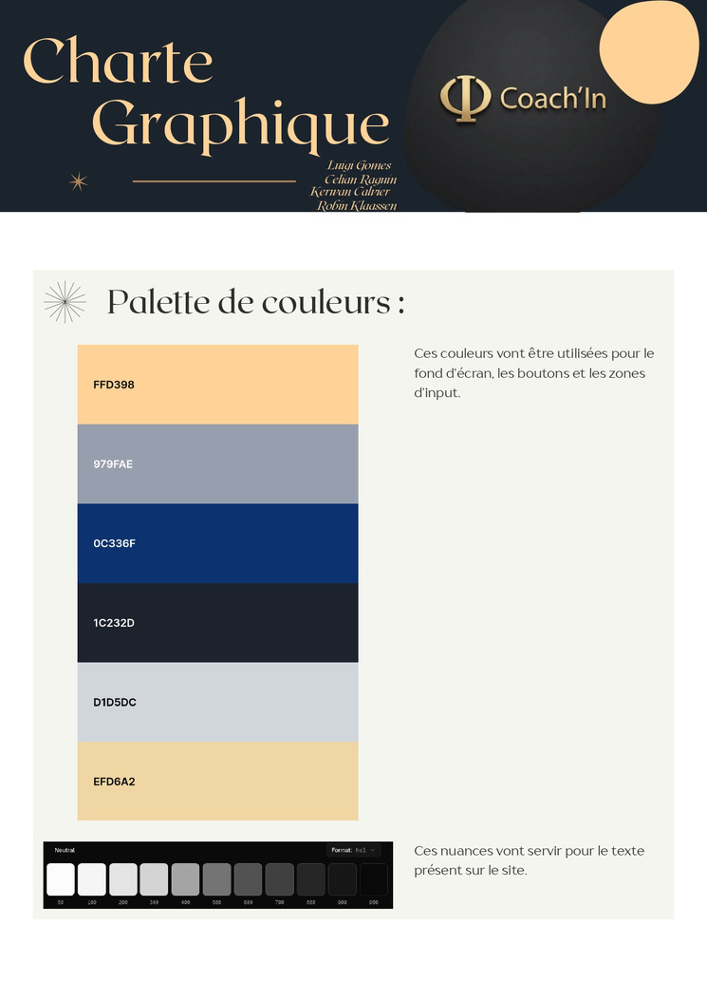 Charte
Graphique
Coach'In
Luigi Gomes
Celian Ragnin
Kerwan Calvier
Robin Klaassen
Palette de couleurs :
FFD398
979FAE
0C336F
1C232D
D1D5DC
EFD6A2
Ces couleurs vont être utilisées pour le
fond d'écran, les boutons et les zones
d'input.
Neutral
Format: hsl
50 100 200 300 400 500 600 700 800 900 950
Ces nuances vont servir pour le texte
présent sur le site.